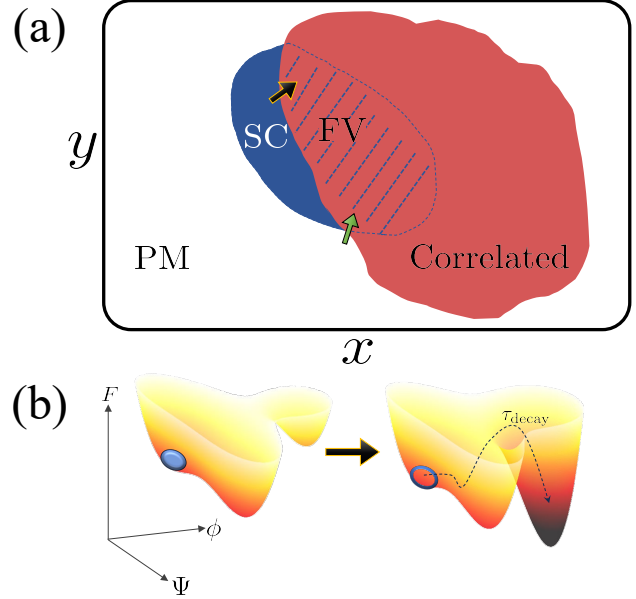 (a)
y
SC
FV
PM
Correlated
x
(b)
F
τdecay
ϕ
Ψ